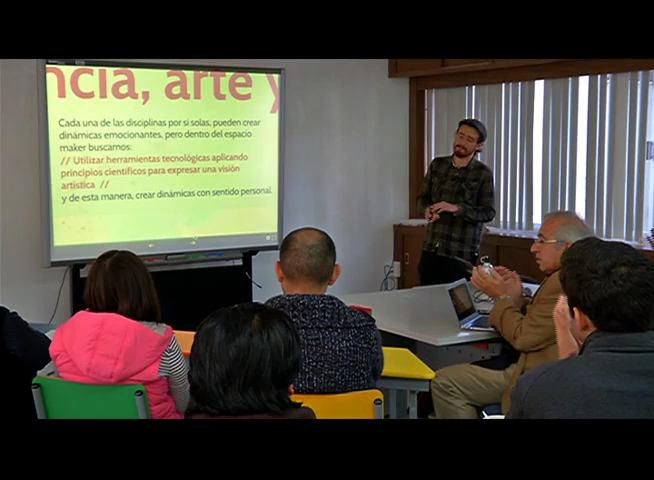 ncia, arte y
Cada una de las disciplinas por si solas, pueden crear
dinámicas emocionantes, pero dentro del espacio
maker buscamos:
// Utilizar herramientas tecnológicas aplicando
principios científicos para expresar una visión
artística //
y de esta manera, crear dinámicas con sentido personal.